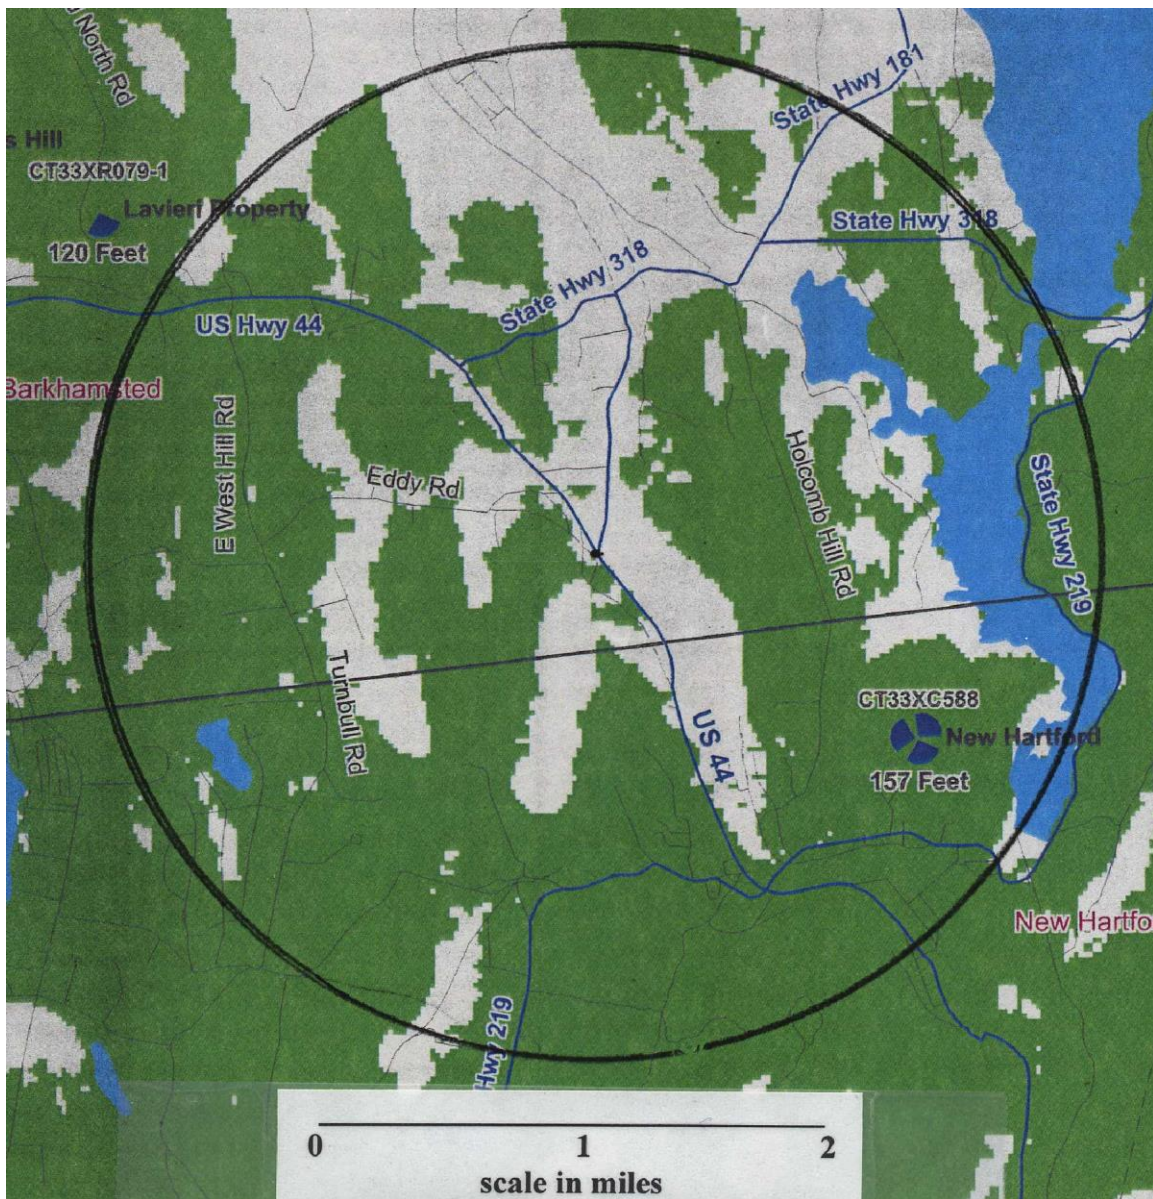 North Rd
State Hwy 181
s Hill
CT33XR079-1
Lavieri Property
120 Feet
State Hwy 318
State Hwy 318
US Hwy 44
Barkhamsted
E West Hill Rd
Eddy Rd
Holcomb Hill Rd
State Hwy 219
Turnbull Rd
US 44
CT33XC588
New Hartford
157 Feet
New Hartfo
Hwy 219
0 1 2
scale in miles